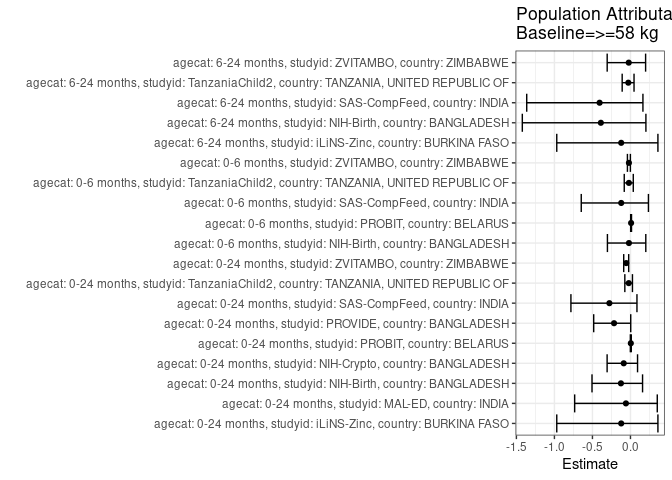 Population Attributa
Baseline=>=58 kg
agecat: 6-24 months, studyid: ZVITAMBO, country: ZIMBABWE
agecat: 6-24 months, studyid: TanzaniaChild2, country: TANZANIA, UNITED REPUBLIC OF
agecat: 6-24 months, studyid: SAS-CompFeed, country: INDIA
agecat: 6-24 months, studyid: NIH-Birth, country: BANGLADESH
agecat: 6-24 months, studyid: iLiNS-Zinc, country: BURKINA FASO
agecat: 0-6 months, studyid: ZVITAMBO, country: ZIMBABWE
agecat: 0-6 months, studyid: TanzaniaChild2, country: TANZANIA, UNITED REPUBLIC OF
agecat: 0-6 months, studyid: SAS-CompFeed, country: INDIA
agecat: 0-6 months, studyid: PROBIT, country: BELARUS
agecat: 0-6 months, studyid: NIH-Birth, country: BANGLADESH
agecat: 0-24 months, studyid: ZVITAMBO, country: ZIMBABWE
agecat: 0-24 months, studyid: TanzaniaChild2, country: TANZANIA, UNITED REPUBLIC OF
agecat: 0-24 months, studyid: SAS-CompFeed, country: INDIA
agecat: 0-24 months, studyid: PROVIDE, country: BANGLADESH
agecat: 0-24 months, studyid: PROBIT, country: BELARUS
agecat: 0-24 months, studyid: NIH-Crypto, country: BANGLADESH
agecat: 0-24 months, studyid: NIH-Birth, country: BANGLADESH
agecat: 0-24 months, studyid: MAL-ED, country: INDIA
agecat: 0-24 months, studyid: iLiNS-Zinc, country: BURKINA FASO
-1.5 -1.0 -0.5 0.0
Estimate